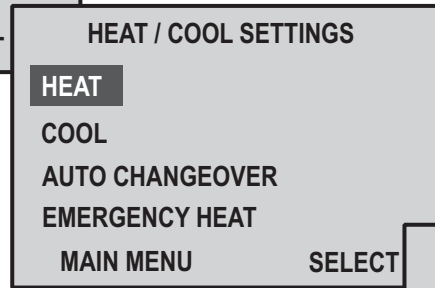 HEAT / COOL SETTINGS
HEAT
COOL
AUTO CHANGEOVER
EMERGENCY HEAT
MAIN MENU SELECT